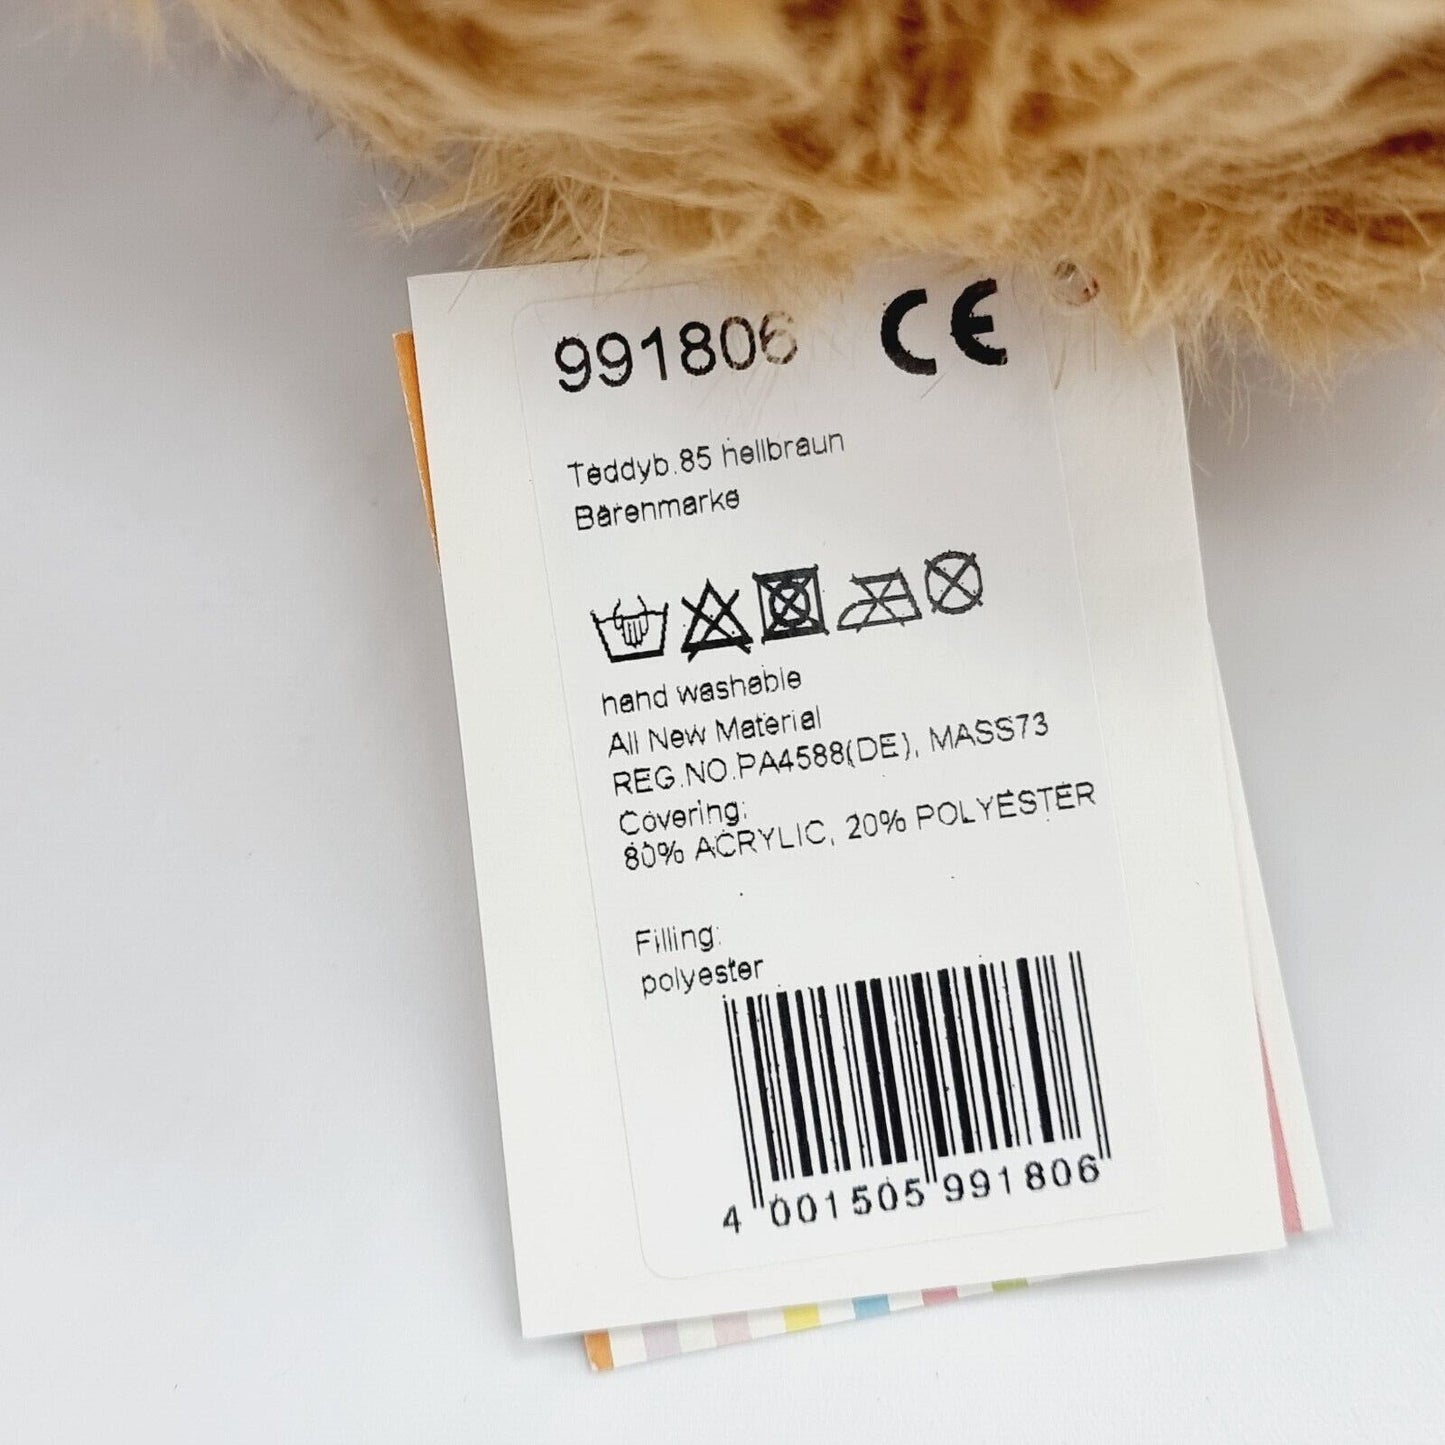 991806 CE
Teddyb.85 hellbraun
Bärenmarke
hand washable
All New Material
REG.NO.PA4588(DE), MASS73
Covering:
80% ACRYLIC, 20% POLYESTER
Filling:
polyester
4 001505 991806